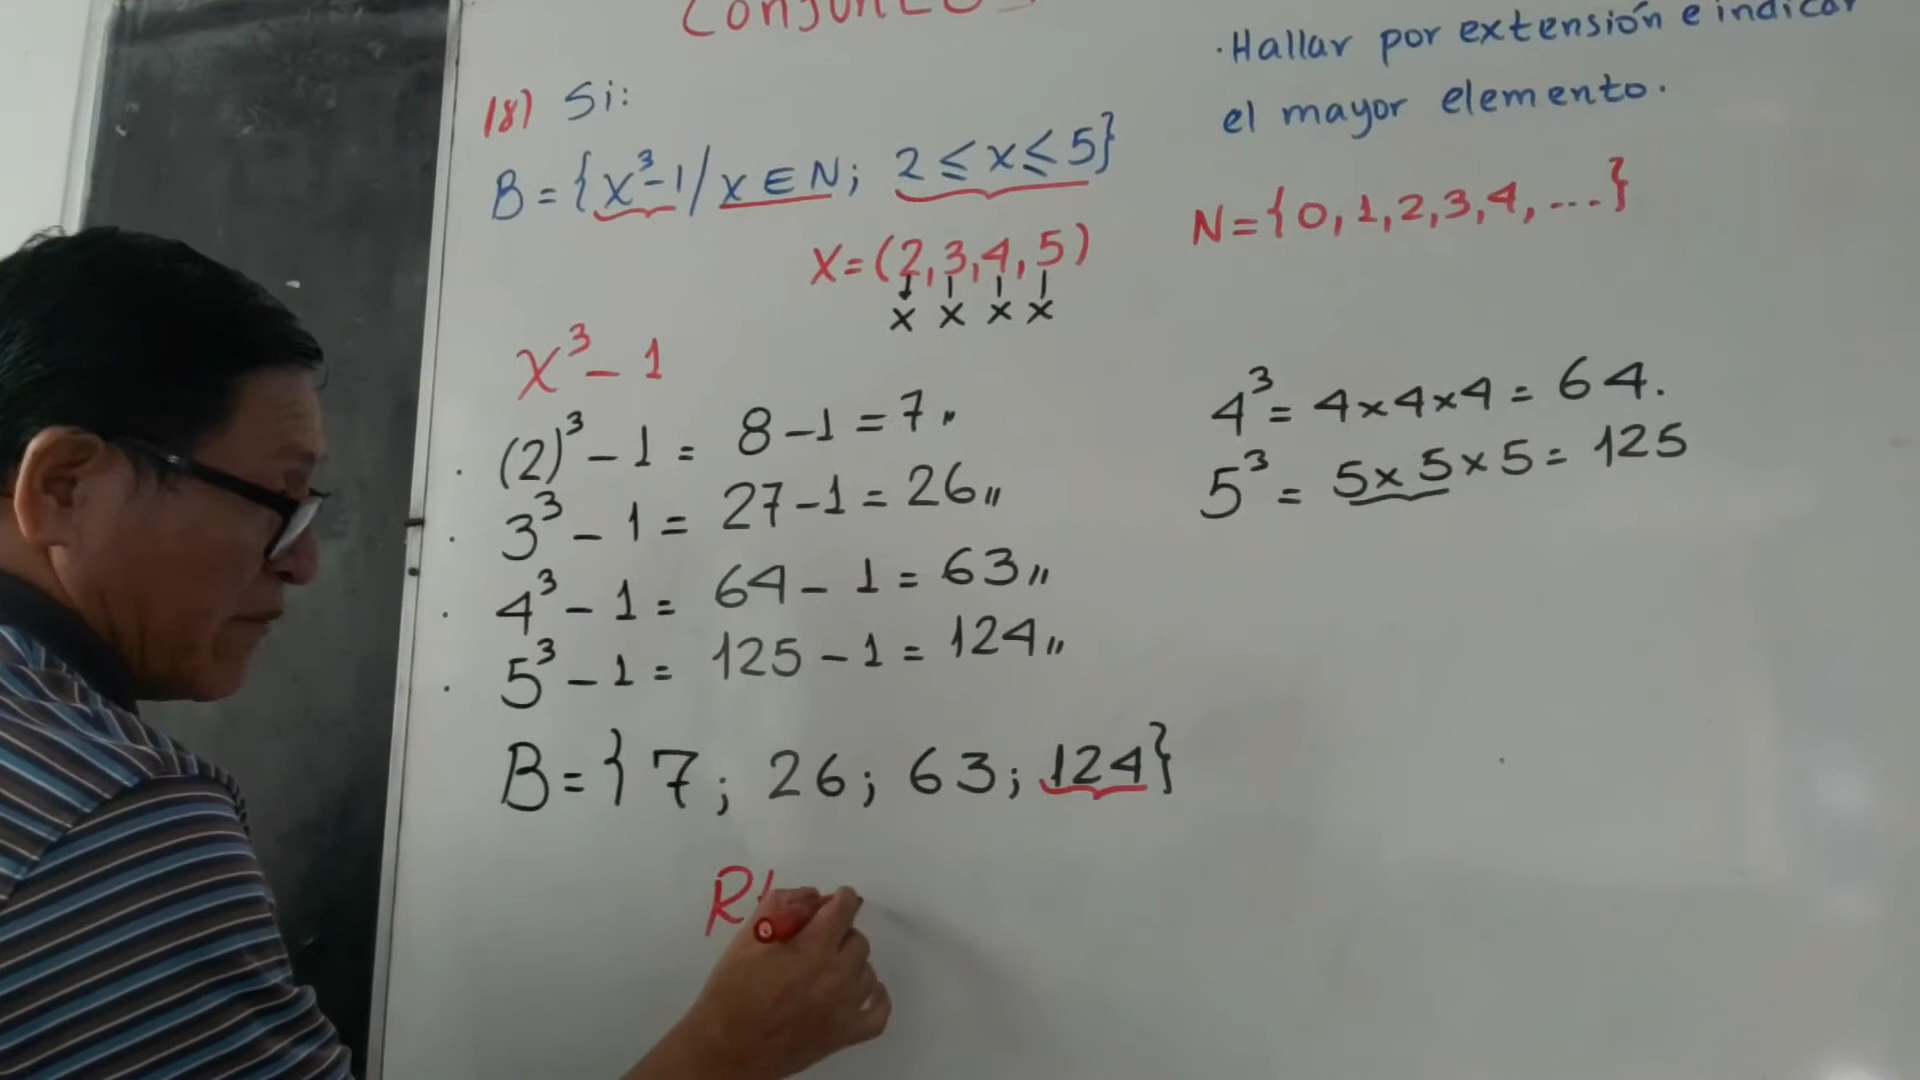 Conjunto
18) Si:
B = {x³-1/x ∈ N; 2 ≤ x ≤ 5}
· Hallar por extensión e indicar
el mayor elemento.
N = {0, 1, 2, 3, 4, ...}
X = (2, 3, 4, 5)
x x x x
x³ - 1
· (2)³ - 1 = 8 - 1 = 7
· 3³ - 1 = 27 - 1 = 26
· 4³ - 1 = 64 - 1 = 63
· 5³ - 1 = 125 - 1 = 124
4³ = 4 x 4 x 4 = 64.
5³ = 5 x 5 x 5 = 125
B = { 7; 26; 63; 124}
R